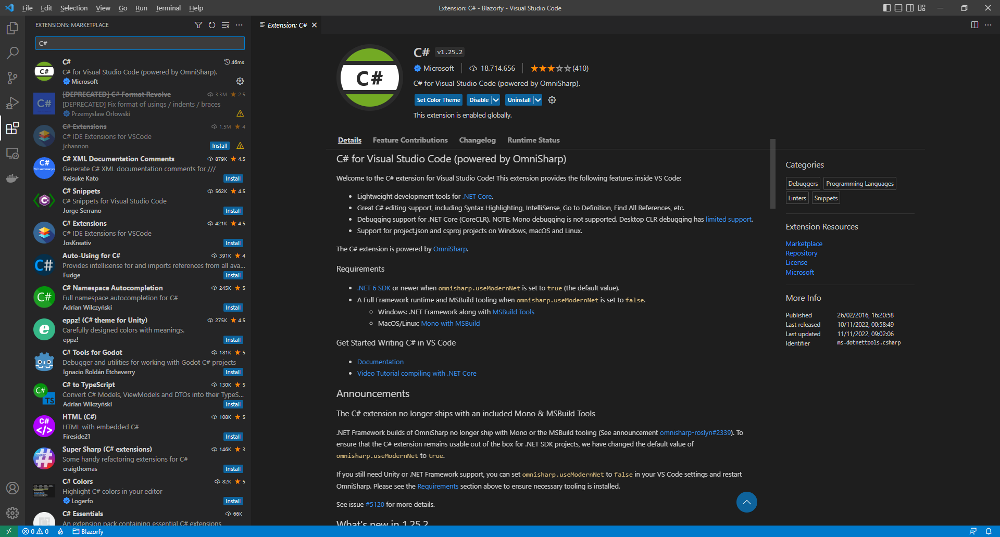 File Edit Selection View Go Run Terminal Help
Extension: C# - Blazorfy - Visual Studio Code
EXTENSIONS: MARKETPLACE
C#
C# 46ms
C# for Visual Studio Code (powered by OmniSharp).
Microsoft
C#
[DEPRECATED] C# Format Revolve 3.3M 2.5
[DEPRECATED] Fix format of usings / indents / braces
Przemysław Orłowski
C#
C# Extensions 1.5M 4
C# IDE Extensions for VSCode
jchannon Install
C# XML Documentation Comments 879K 4.5
Generate C# XML documentation comments for ///
Keisuke Kato Install
C#
///<summary>
C# Snippets 562K 4.5
C# Snippets for Visual Studio Code
Jorge Serrano Install
C
C# Extensions 421K 4.5
C# IDE Extensions for VSCode
JosKreativ Install
Auto-Using for C# 391K 4
Provides intellisense for and imports references from all ava...
Fudge Install
C#
C# Namespace Autocompletion 245K 5
Full namespace autocompletion for C#
Adrian Wilczyński Install
C#
eppz! (C# theme for Unity) 275K 4.5
Carefully designed colors with meanings.
eppz! Install
e
C# Tools for Godot 181K 5
Debugger and utilities for working with Godot C# projects
Ignacio Roldán Etcheverry Install
C# to TypeScript 130K 5
Convert C# Models, ViewModels and DTOs into their TypeS...
Adrian Wilczyński Install
C#
TS
HTML (C#) 108K 5
HTML with embedded C#
Fireside21 Install
C#
</>
Super Sharp (C# extensions) 146K 3
Some handy refactoring extensions for C#
craigthomas Install
Super
#
C# Colors 82K 5
Highlight C# colors in your editor
Logerfo Install
C# Essentials 66K
An extension pack containing essential C# extensions
Extension: C#
C#
C# v1.25.2
Microsoft 18,714,656 (410)
C# for Visual Studio Code (powered by OmniSharp).
Set Color Theme Disable Uninstall
This extension is enabled globally.
Details Feature Contributions Changelog Runtime Status
C# for Visual Studio Code (powered by OmniSharp)
Welcome to the C# extension for Visual Studio Code! This extension provides the following features inside VS Code:
• Lightweight development tools for .NET Core.
• Great C# editing support, including Syntax Highlighting, IntelliSense, Go to Definition, Find All References, etc.
• Debugging support for .NET Core (CoreCLR). NOTE: Mono debugging is not supported. Desktop CLR debugging has limited support.
• Support for project.json and csproj projects on Windows, macOS and Linux.
The C# extension is powered by OmniSharp.
Requirements
• .NET 6 SDK or newer when omnisharp.useModernNet is set to true (the default value).
• A Full Framework runtime and MSBuild tooling when omnisharp.useModernNet is set to false.
◦ Windows: .NET Framework along with MSBuild Tools
◦ MacOS/Linux: Mono with MSBuild
Get Started Writing C# in VS Code
• Documentation
• Video Tutorial compiling with .NET Core
Announcements
The C# extension no longer ships with an included Mono & MSBuild Tools
.NET Framework builds of OmniSharp no longer ship with Mono or the MSBuild tooling (See announcement omnisharp-roslyn#2339). To
ensure that the C# extension remains usable out of the box for .NET SDK projects, we have changed the default value of
omnisharp.useModernNet to true.
If you still need Unity or .NET Framework support, you can set omnisharp.useModernNet to false in your VS Code settings and restart
OmniSharp. Please see the Requirements section above to ensure necessary tooling is installed.
See issue #5120 for more details.
What's new in 1.25.2
Categories
Debuggers Programming Languages
Linters Snippets
Extension Resources
Marketplace
Repository
License
Microsoft
More Info
Published 26/02/2016, 16:20:58
Last released 10/11/2022, 00:58:49
Last updated 11/11/2022, 09:02:06
Identifier ms-dotnettools.csharp
0 0 Blazorfy